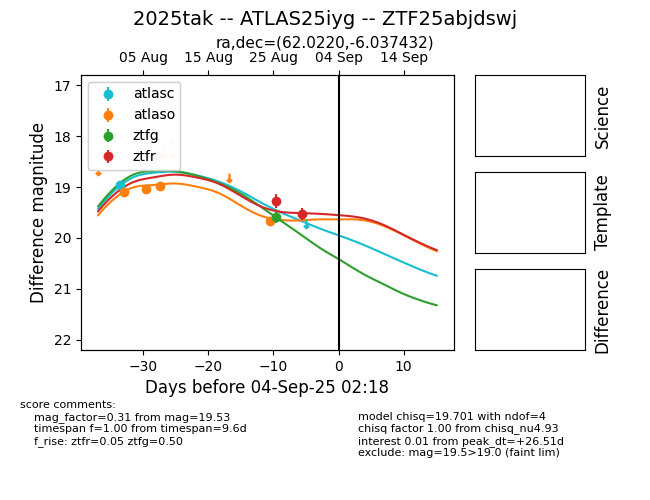 2025tak -- ATLAS25iyg -- ZTF25abjdswj
ra,dec=(62.0220,-6.037432)
05 Aug 15 Aug 25 Aug 04 Sep 14 Sep
17
18
19
20
21
22
Difference magnitude
atlasc
atlaso
ztfg
ztfr
−30 −20 −10 0 10
Days before 04-Sep-25 02:18
Science
Template
Difference
score comments:
mag_factor=0.31 from mag=19.53
timespan f=1.00 from timespan=9.6d
f_rise: ztfr=0.05 ztfg=0.50
model chisq=19.701 with ndof=4
chisq factor 1.00 from chisq_nu4.93
interest 0.01 from peak_dt=+26.51d
exclude: mag=19.5>19.0 (faint lim)